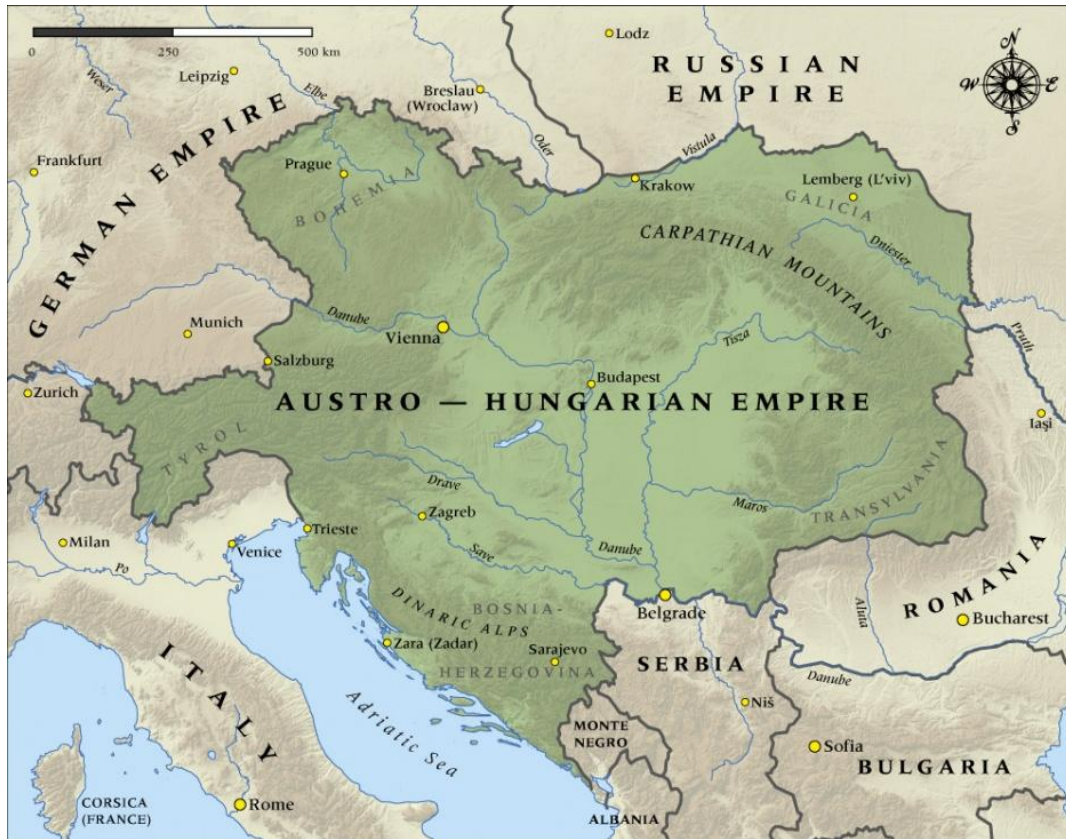 0 250 500 km
Lodz
RUSSIAN
EMPIRE
N
W E
S
Weser
Leipzig
Elbe
Breslau
(Wroclaw)
Oder
Vistula
GERMAN EMPIRE
Frankfurt
Prague
BOHEMIA
Krakow
Lemberg (L'viv)
GALICIA
CARPATHIAN MOUNTAINS
Dniester
Munich
Danube
Vienna
Tisza
Pruth
Salzburg
Zurich
Budapest
AUSTRO — HUNGARIAN EMPIRE
Iaşi
TYROL
Drave
Maros
TRANSYLVANIA
Zagreb
Milan
Venice
Trieste
Save
Danube
Po
Belgrade
DINARIC ALPS
BOSNIA-
HERZEGOVINA
Aluta
ROMANIA
Bucharest
Zara (Zadar)
Sarajevo
SERBIA
Danube
ITALY
Adriatic Sea
Niš
MONTE
NEGRO
Sofia
BULGARIA
CORSICA
(FRANCE)
Rome
ALBANIA